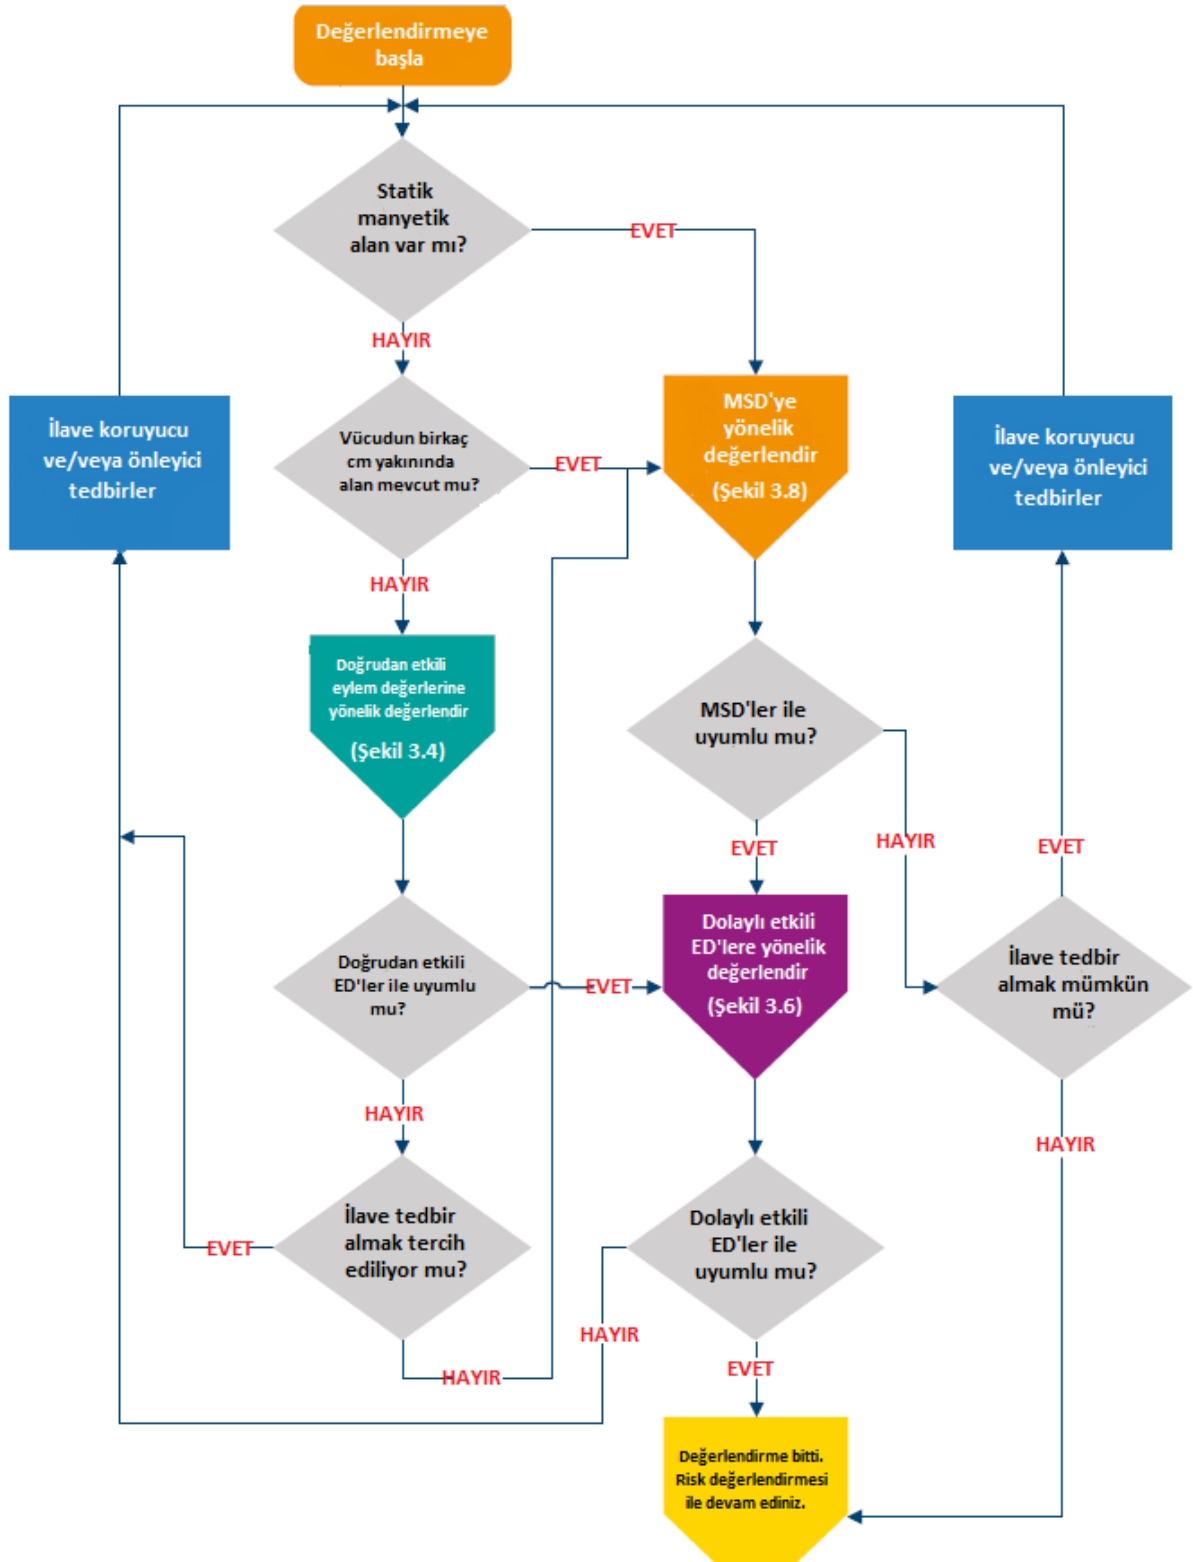 Değerlendirmeye
başla
Statik
manyetik
alan var mı?
EVET
HAYIR
İlave koruyucu
ve/veya önleyici
tedbirler
Vücudun birkaç
cm yakınında
alan mevcut mu?
EVET
MSD'ye
yönelik
değerlendir
(Şekil 3.8)
İlave koruyucu
ve/veya önleyici
tedbirler
HAYIR
Doğrudan etkili
eylem değerlerine
yönelik değerlendir
(Şekil 3.4)
MSD'ler ile
uyumlu mu?
EVET
HAYIR
EVET
Doğrudan etkili
ED'ler ile uyumlu
mu?
EVET
Dolaylı etkili
ED'lere yönelik
değerlendir
(Şekil 3.6)
İlave tedbir
almak mümkün
mü?
HAYIR
HAYIR
İlave tedbir
almak tercih
ediliyor mu?
EVET
Dolaylı etkili
ED'ler ile
uyumlu mu?
HAYIR
HAYIR
EVET
Değerlendirme bitti.
Risk değerlendirmesi
ile devam ediniz.